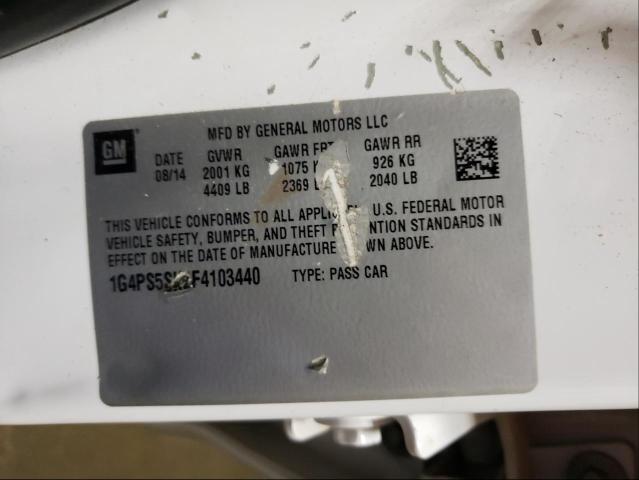 GM
MFD BY GENERAL MOTORS LLC
DATE GVWR GAWR FRT GAWR RR
08/14 2001 KG 1075 926 KG
4409 LB 2369 2040 LB
THIS VEHICLE CONFORMS TO ALL U.S. FEDERAL MOTOR
VEHICLE SAFETY, BUMPER, AND THEFT STANDARDS IN
EFFECT ON THE DATE OF MANUFACTURE ABOVE.
TYPE: PASS CAR